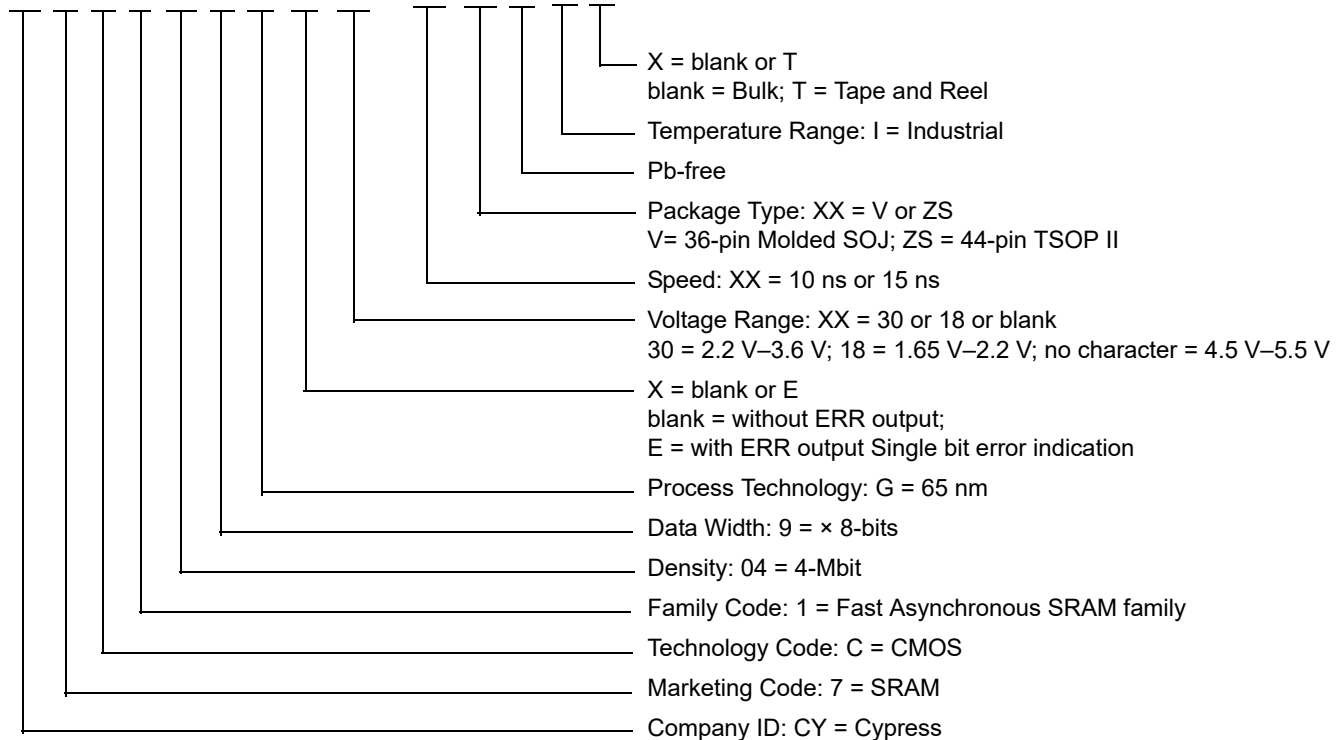 X = blank or T
blank = Bulk; T = Tape and Reel
Temperature Range: I = Industrial
Pb-free
Package Type: XX = V or ZS
V= 36-pin Molded SOJ; ZS = 44-pin TSOP II
Speed: XX = 10 ns or 15 ns
Voltage Range: XX = 30 or 18 or blank
30 = 2.2 V–3.6 V; 18 = 1.65 V–2.2 V; no character = 4.5 V–5.5 V
X = blank or E
blank = without ERR output;
E = with ERR output Single bit error indication
Process Technology: G = 65 nm
Data Width: 9 = × 8-bits
Density: 04 = 4-Mbit
Family Code: 1 = Fast Asynchronous SRAM family
Technology Code: C = CMOS
Marketing Code: 7 = SRAM
Company ID: CY = Cypress